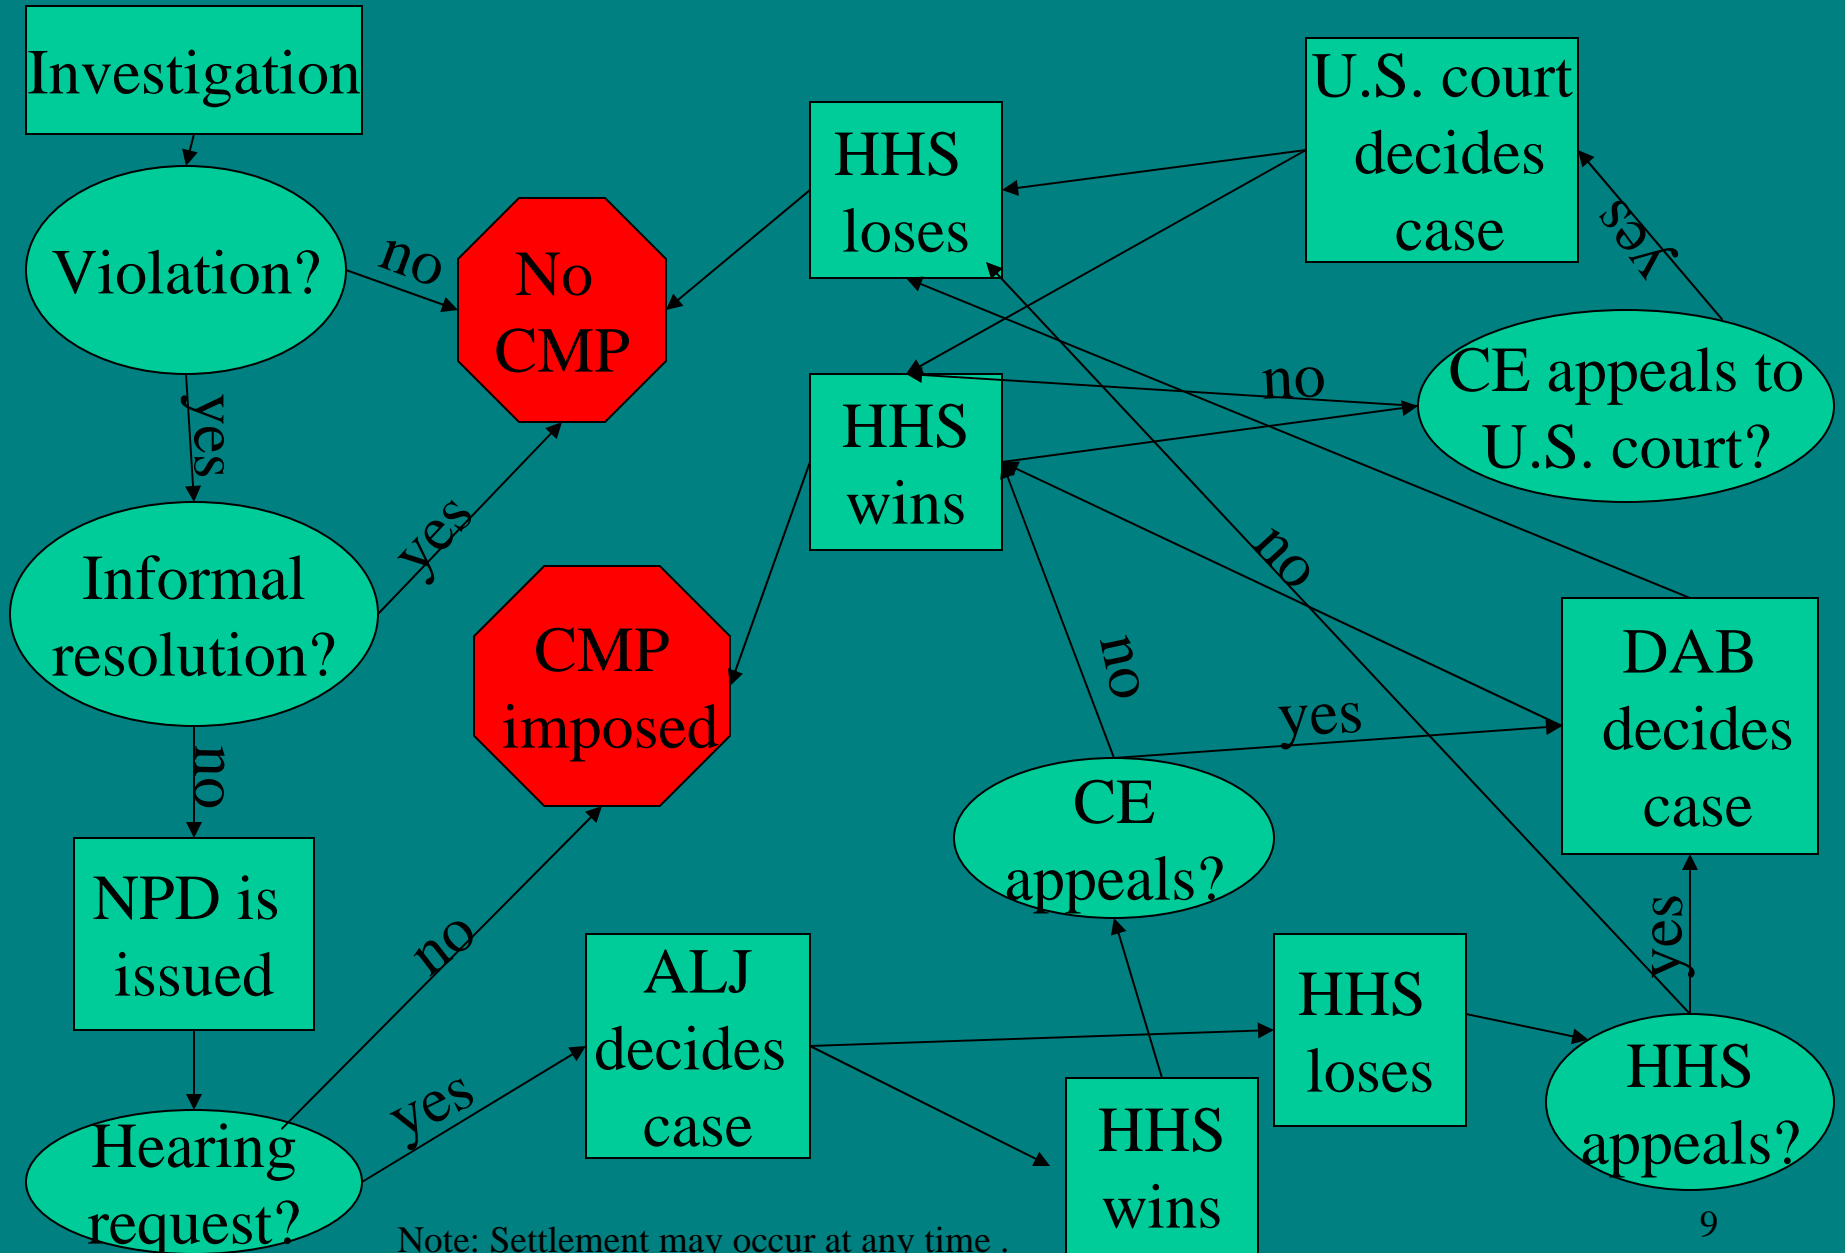 Investigation
Violation?
no
yes
Informal
resolution?
yes
no
NPD is
issued
Hearing
request?
no
yes
No
CMP
CMP
imposed
HHS
loses
HHS
wins
U.S. court
decides
case
yes
CE appeals to
U.S. court?
no
no
no
yes
DAB
decides
case
CE
appeals?
ALJ
decides
case
HHS
loses
HHS
wins
yes
HHS
appeals?
Note: Settlement may occur at any time .
9